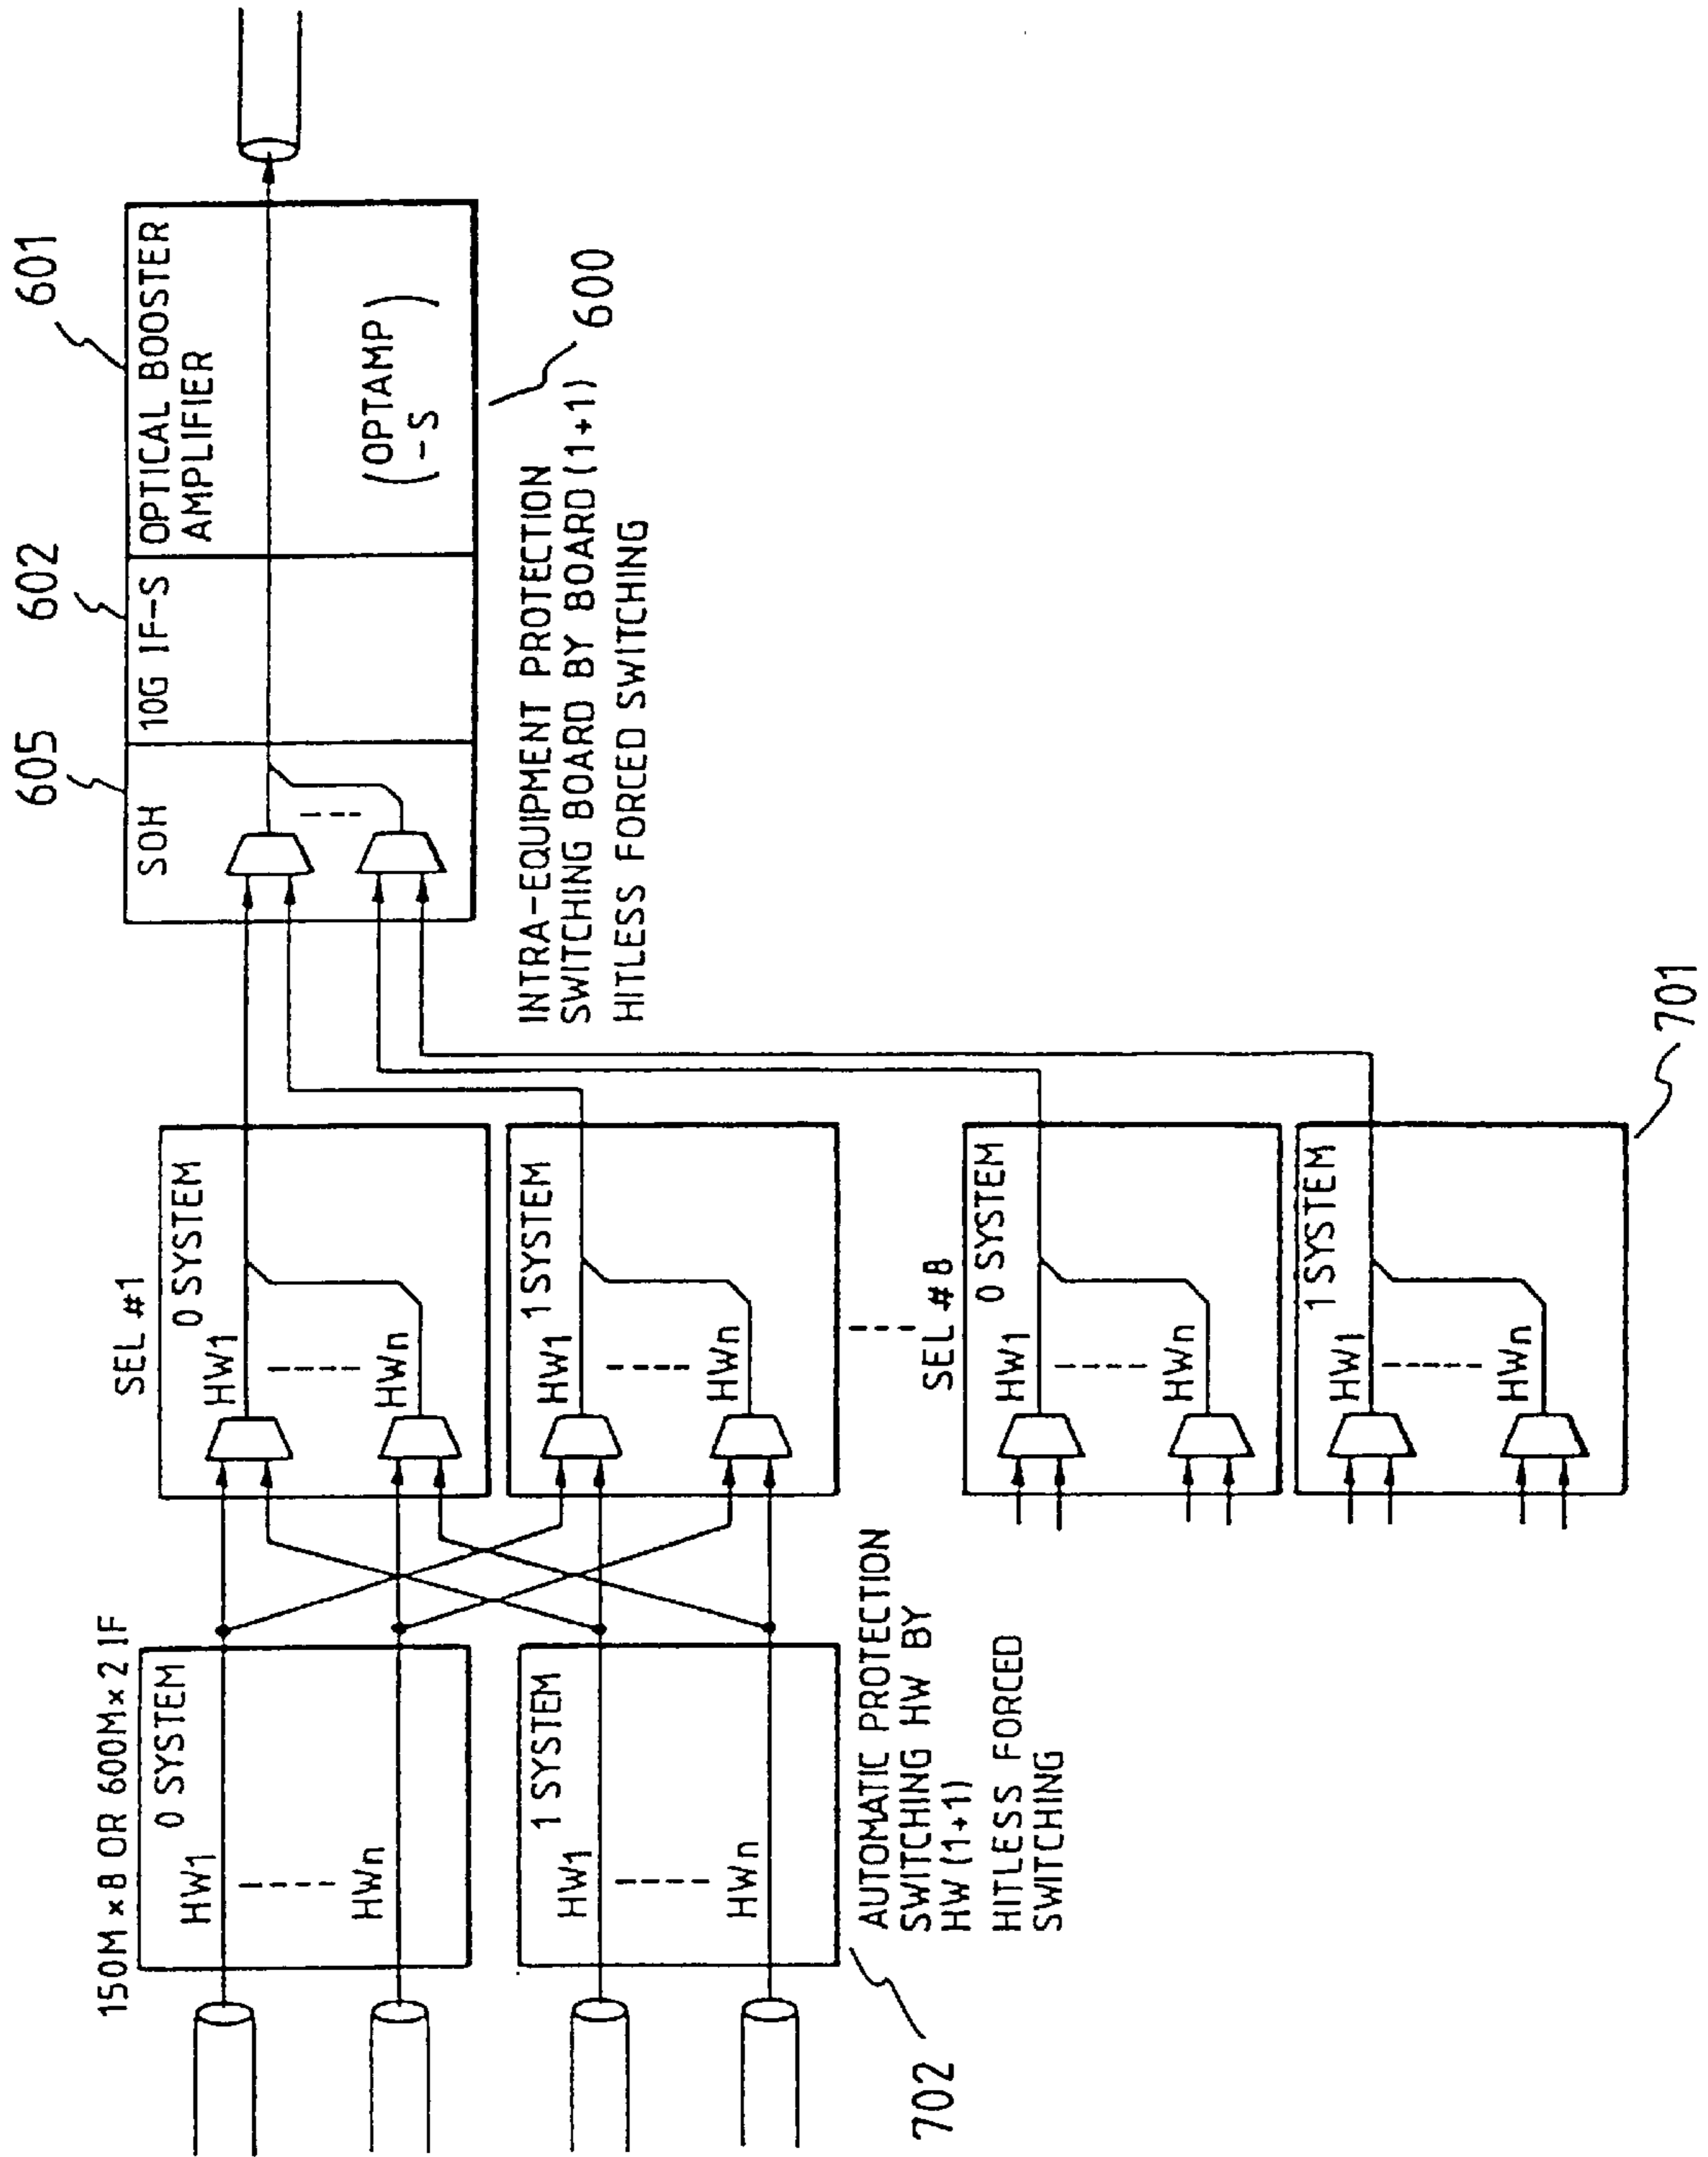 150M×8 OR 600M×2 IF
0 SYSTEM
HW1
HWn
1 SYSTEM
HW1
HWn
702
AUTOMATIC PROTECTION
SWITCHING HW BY
HW (1+1)
HITLESS FORCED
SWITCHING
SEL #1
0 SYSTEM
HW1
HWn
1 SYSTEM
HW1
HWn
SEL #8
0 SYSTEM
HW1
HWn
1 SYSTEM
HW1
HWn
701
605
602
601
SOH
10G IF-S
OPTICAL BOOSTER
AMPLIFIER
(OPTAMP)
(-S)
600
INTRA-EQUIPMENT PROTECTION
SWITCHING BOARD BY BOARD (1+1)
HITLESS FORCED SWITCHING